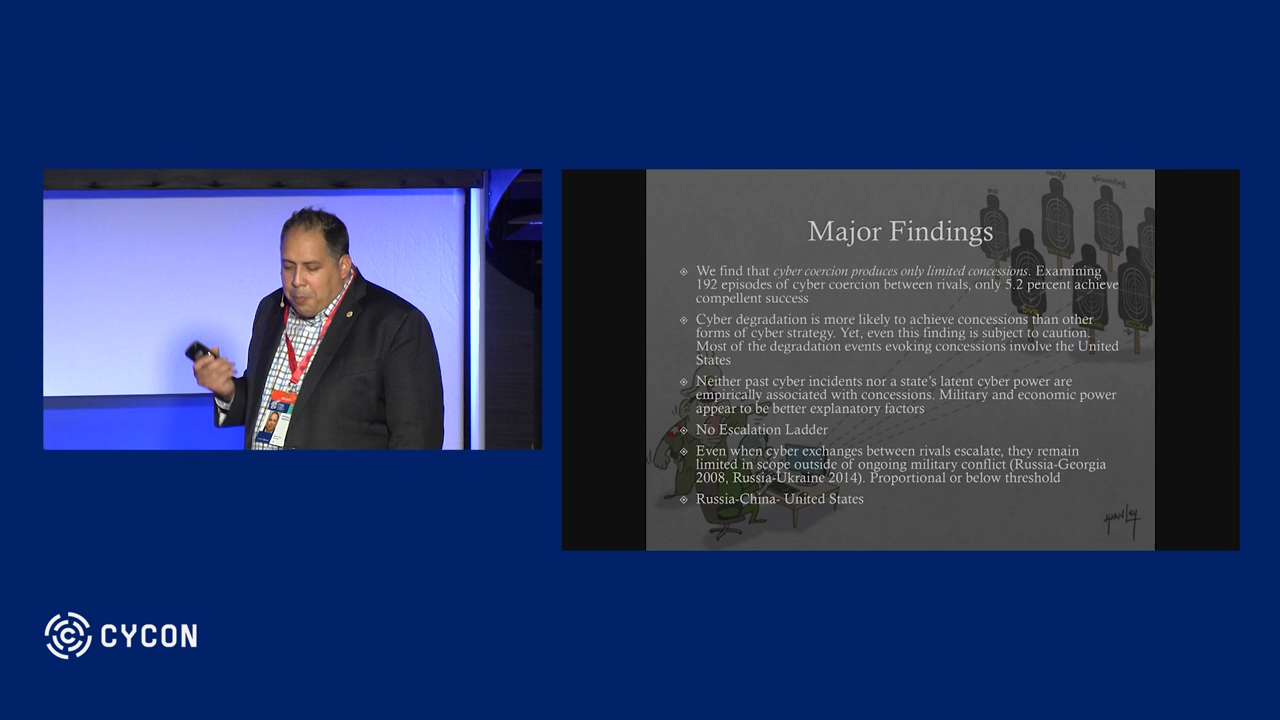 Major Findings
We find that cyber coercion produces only limited concessions. Examining
192 episodes of cyber coercion between rivals, only 5.2 percent achieve
compellent success
Cyber degradation is more likely to achieve concessions than other
forms of cyber strategy. Yet, even this finding is subject to caution.
Most of the degradation events evoking concessions involve the United
States
Neither past cyber incidents nor a state's latent cyber power are
empirically associated with concessions. Military and economic power
appear to be better explanatory factors
No Escalation Ladder
Even when cyber exchanges between rivals escalate, they remain
limited in scope outside of ongoing military conflict (Russia-Georgia
2008, Russia-Ukraine 2014). Proportional or below threshold
Russia-China- United States
CYCON